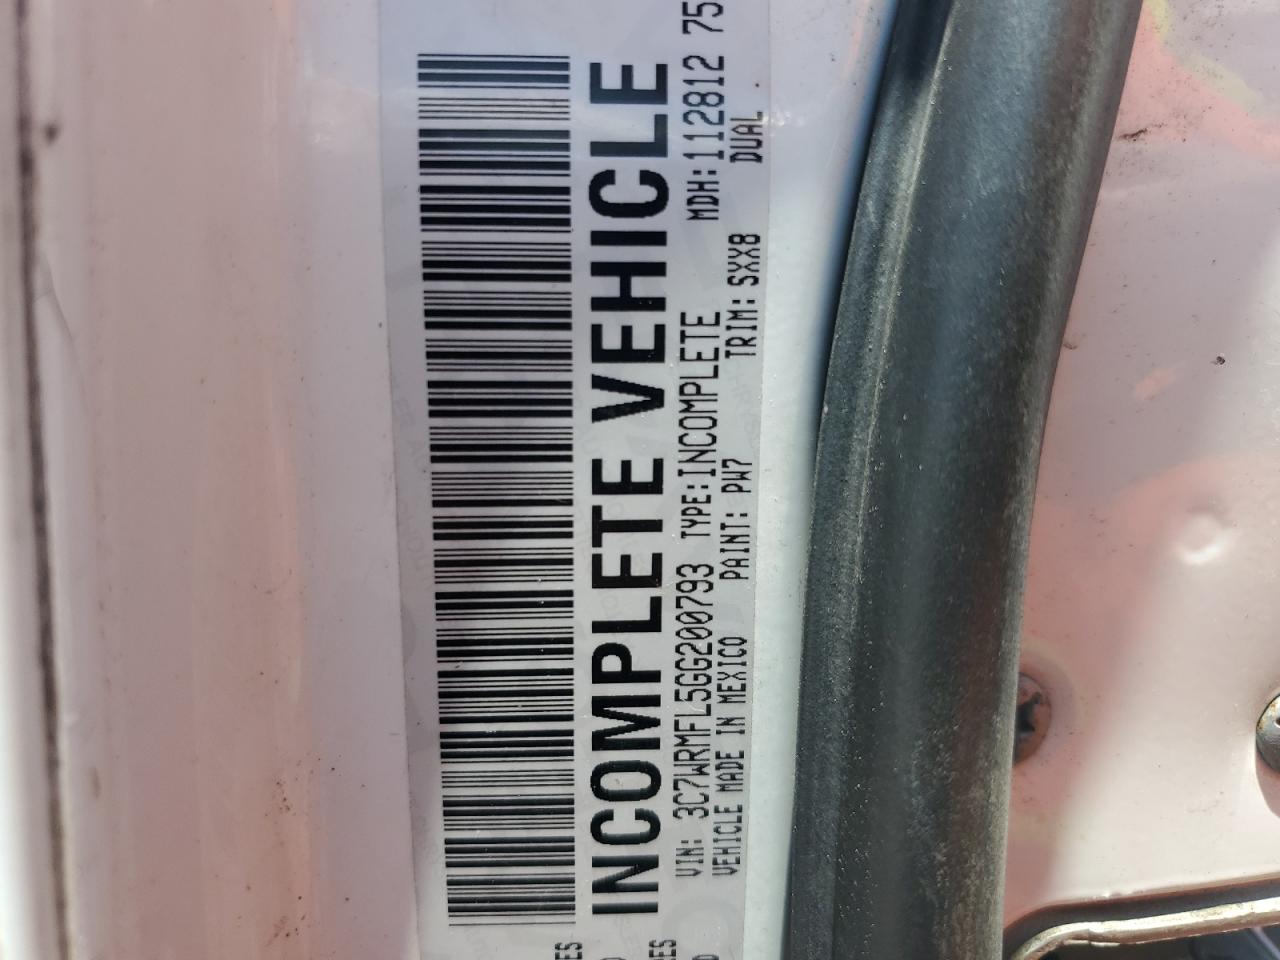 INCOMPLETE VEHICLE
VIN: 3C7WRMFL5GG200793 TYPE:INCOMPLETE MDH:112812 75
VEHICLE MADE IN MEXICO PAINT: PW7 TRIM: SXX8 DUAL